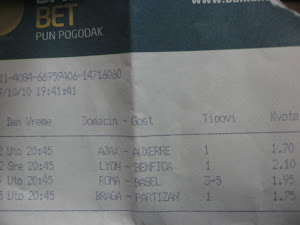 BET
PUN POGODAK
www.
11-4084-66959406-14716060
/10/10 19:41:41
Dan Vreme Domacin - Gost Tipovi Kvote
Uto 20:45 AJAX - AUXERRE 1 1.70
Sre 20:45 LYON - BENFICA 1 2.10
Uto 20:45 ROMA - BASEL 3-5 1.95
Uto 20:45 BRAGA - PARTIZAN 1 1.75